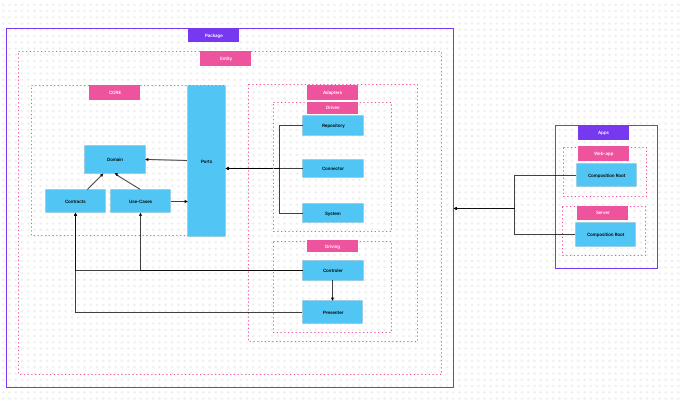 Package
Entity
CORE
Adapters
Driven
Repository
Ports
Domain
Connector
Contracts
Use-Cases
System
Driving
Controler
Presenter
Apps
Web-app
Composition Root
Server
Composition Root